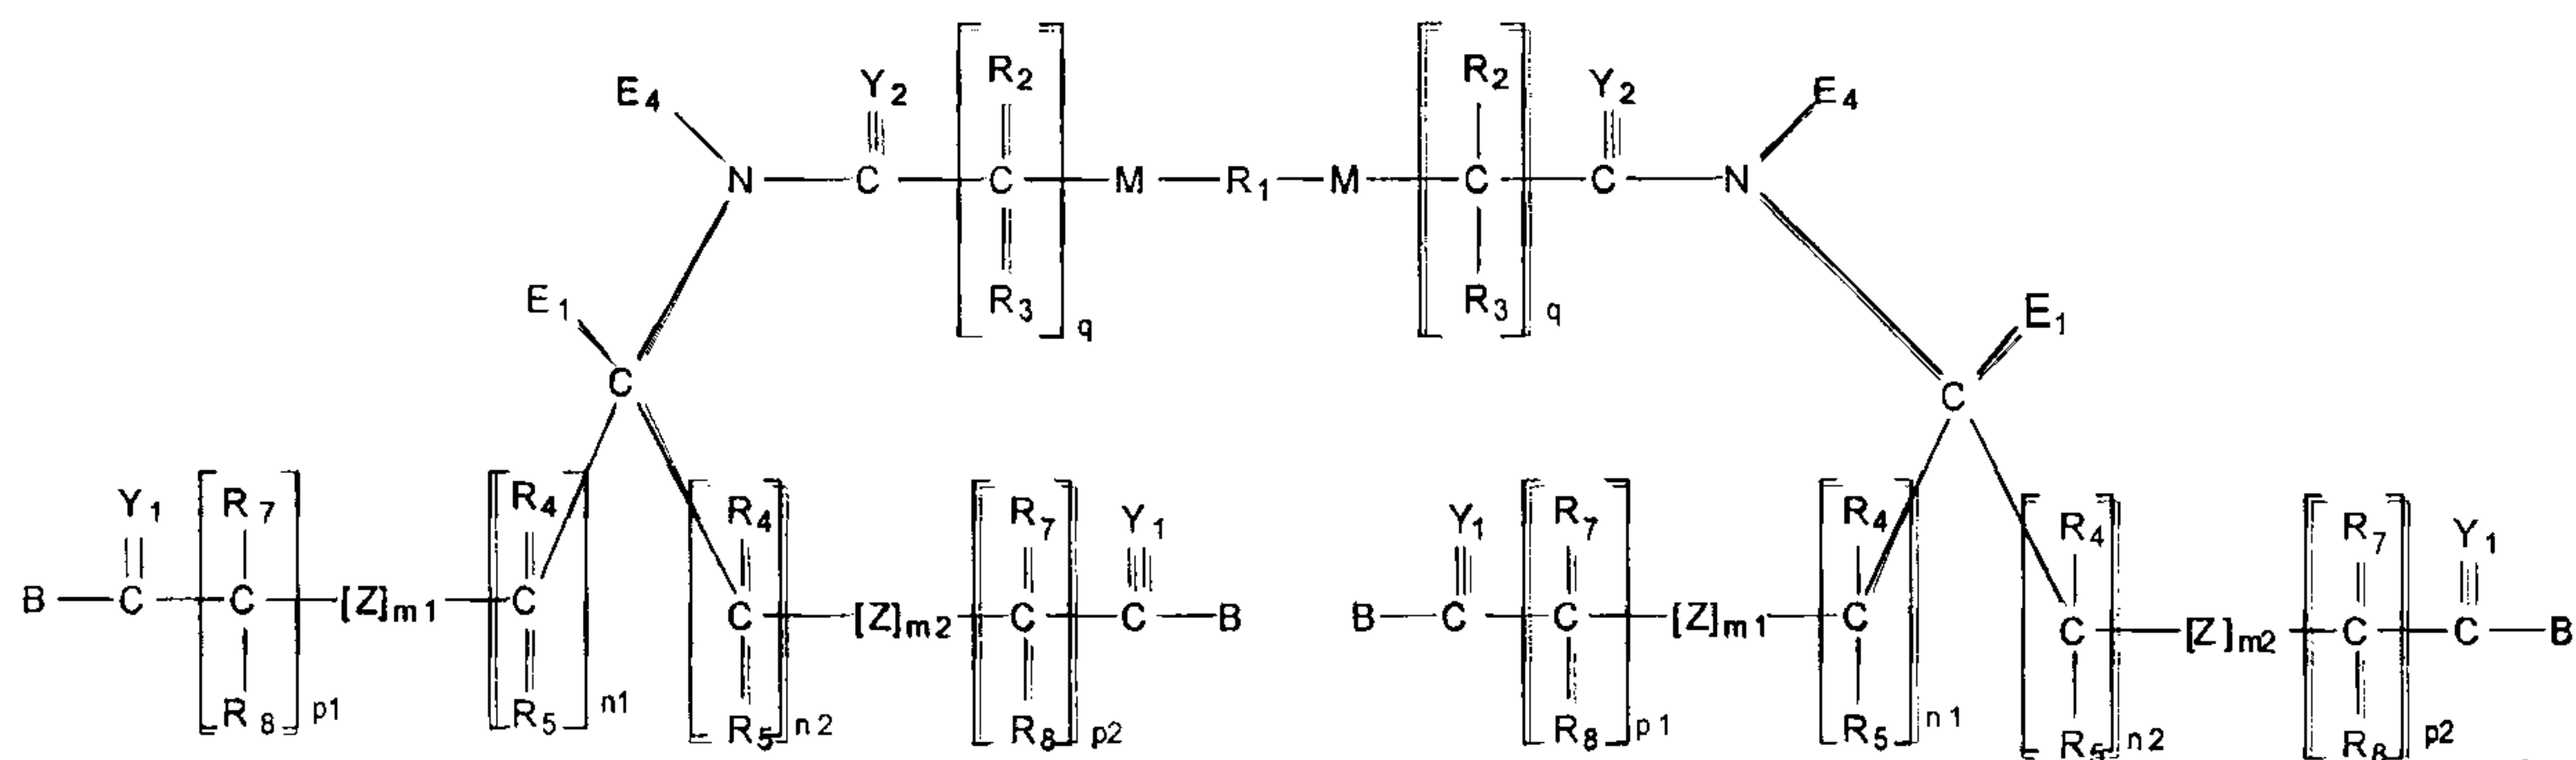 R2 R2
E4 Y2 Y2 E4
N C C M R1 M C C N
R3 q R3 q
E1 E1
C C
Y1 R7 R4 R4 R7 Y1 Y1 R7 R4 R4 R7 Y1
B C C [Z]m1 C C [Z]m2 C C B B C C [Z]m1 C C [Z]m2 C C B
R8 p1 R5 n1 R5 n2 R8 p2 R8 p1 R5 n1 R5 n2 R8 p2